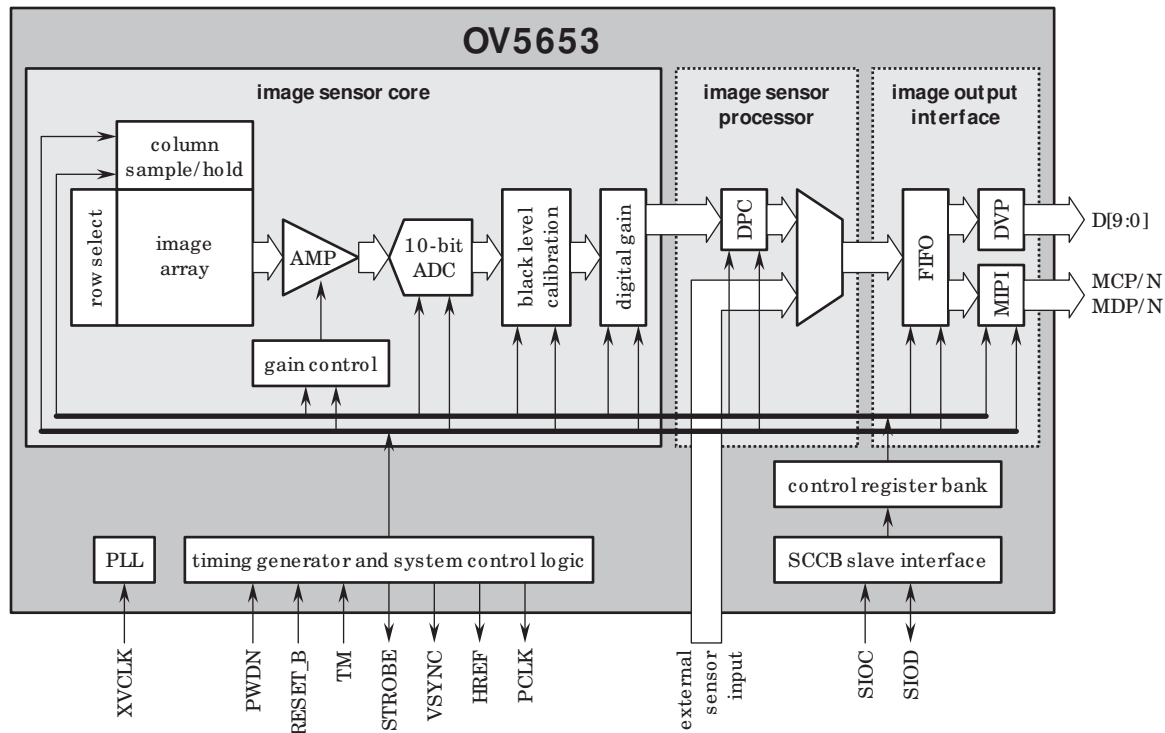 OV5653
image sensor core
image sensor
processor
image output
interface
column
sample/hold
row select
image
array
AMP
10-bit
ADC
black level
calibration
digital gain
gain control
DPC
FIFO
DVP
MIPI
D[9:0]
MCP/N
MDP/N
control register bank
PLL
timing generator and system control logic
SCCB slave interface
XVCLK
PWDN
RESET_B
TM
STROBE
VSYNC
HREF
PCLK
external
sensor
input
SIOC
SIOD